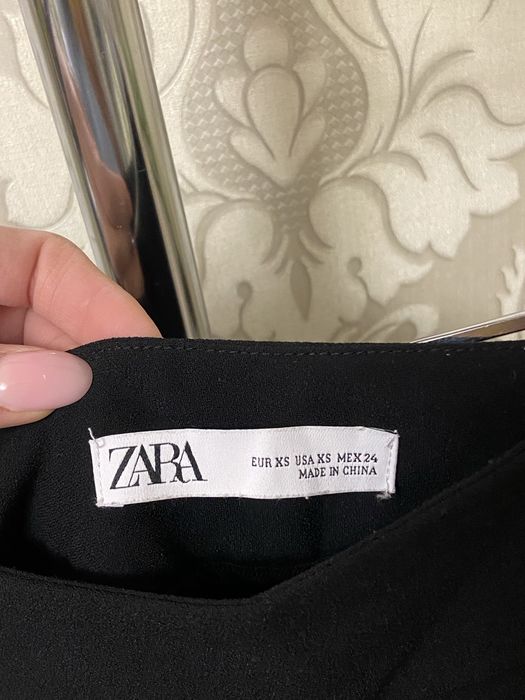 ZARA
EUR XS USA XS MEX 24
MADE IN CHINA